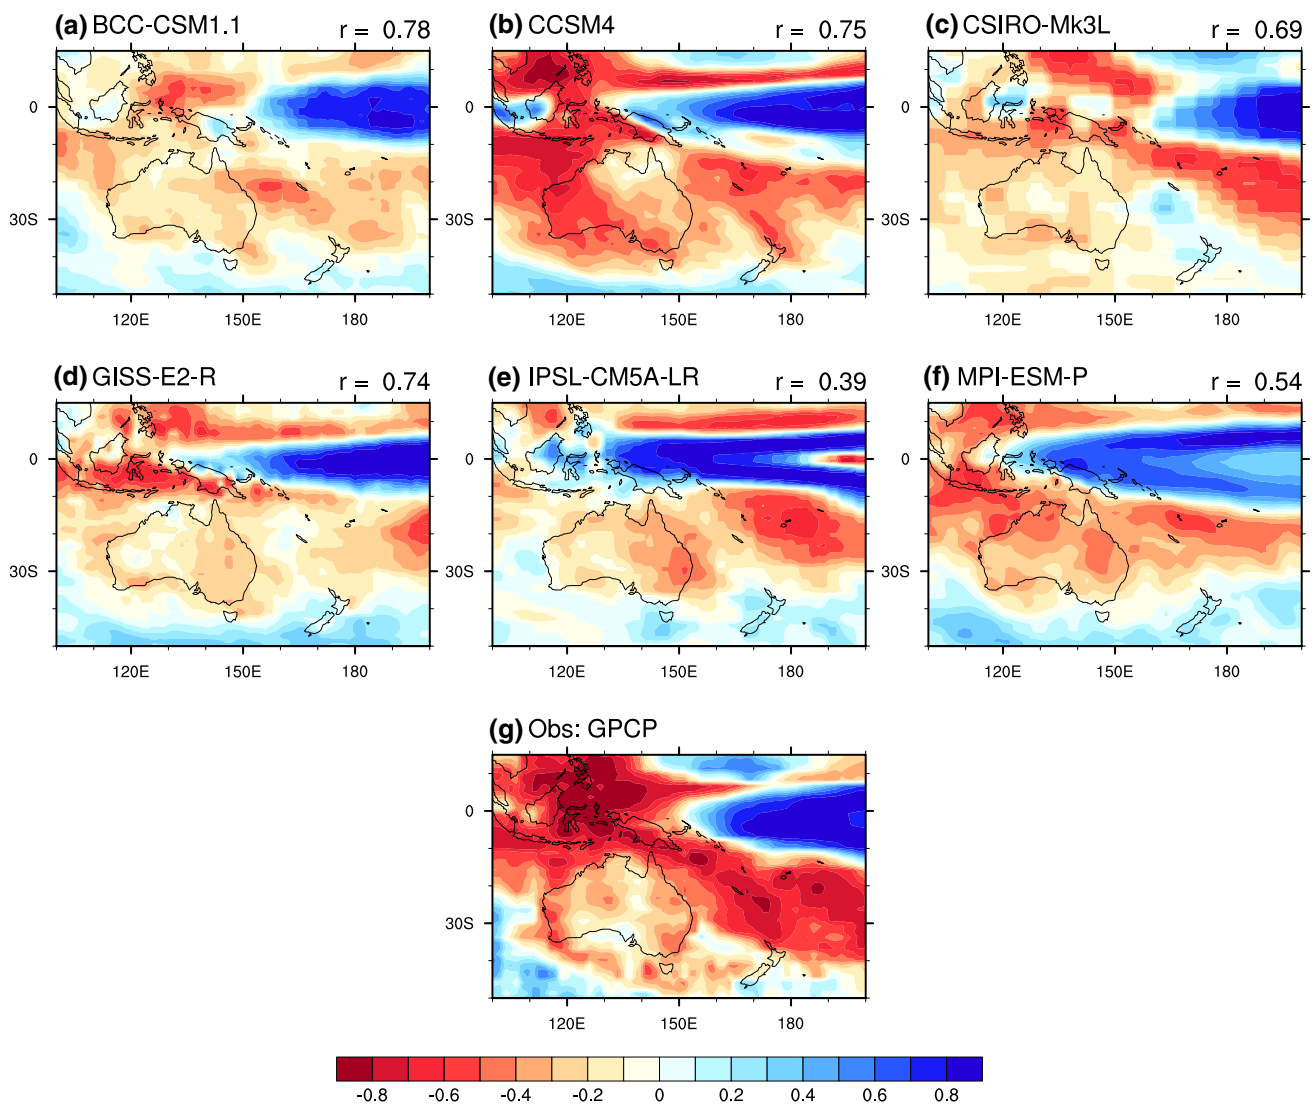 (a) BCC-CSM1.1 r = 0.78
(b) CCSM4 r = 0.75
(c) CSIRO-Mk3L r = 0.69
0 0 0
30S 30S 30S
120E 150E 180 120E 150E 180 120E 150E 180
(d) GISS-E2-R r = 0.74
(e) IPSL-CM5A-LR r = 0.39
(f) MPI-ESM-P r = 0.54
0 0 0
30S 30S 30S
120E 150E 180 120E 150E 180 120E 150E 180
(g) Obs: GPCP
0
30S
120E 150E 180
-0.8 -0.6 -0.4 -0.2 0 0.2 0.4 0.6 0.8